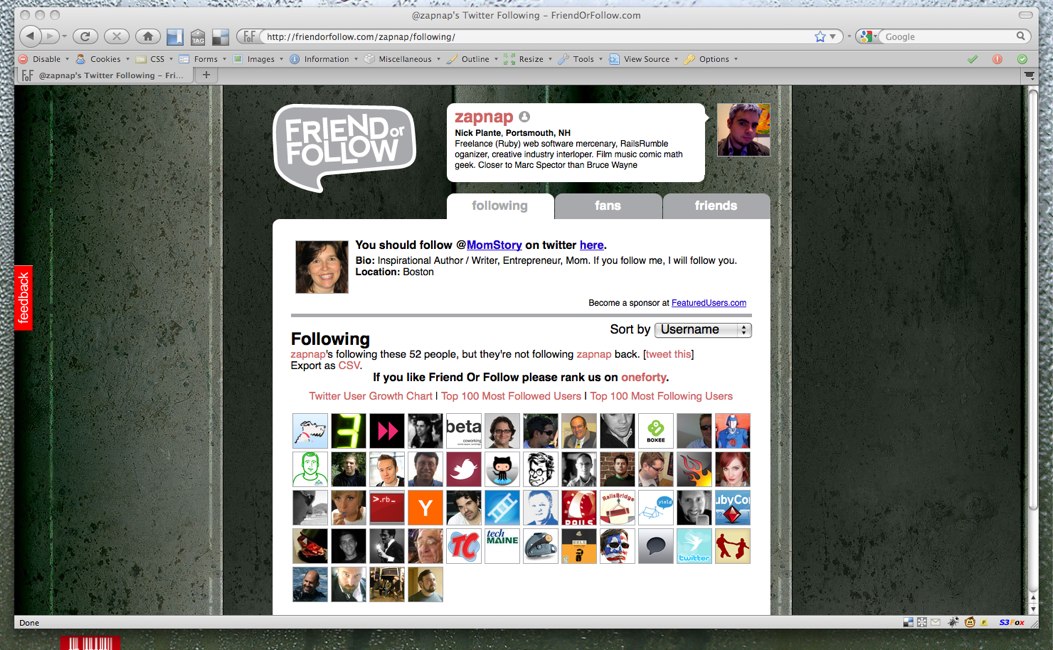 @zapnap's Twitter Following – FriendOrFollow.com
http://friendorfollow.com/zapnap/following/
Google
Disable Cookies CSS Forms Images Information Miscellaneous Outline Resize Tools View Source Options
@zapnap's Twitter Following – Fri...
FRIEND or FOLLOW
zapnap
Nick Plante, Portsmouth, NH
Freelance (Ruby) web software mercenary, RailsRumble
oganizer, creative industry interloper. Film music comic math
geek. Closer to Marc Spector than Bruce Wayne
following fans friends
feedback
You should follow @MomStory on twitter here.
Bio: Inspirational Author / Writer, Entrepreneur, Mom. If you follow me, I will follow you.
Location: Boston
Become a sponsor at FeaturedUsers.com
Sort by Username
Following
zapnap's following these 52 people, but they're not following zapnap back. [tweet this]
Export as CSV.
If you like Friend Or Follow please rank us on oneforty.
Twitter User Growth Chart | Top 100 Most Followed Users | Top 100 Most Following Users
beta
coworking
BOXEE
>.rb_
Y
RAILS
RailsBridge
ubyCon
TC
tech
MAINE
twitter
Done
S3Fox